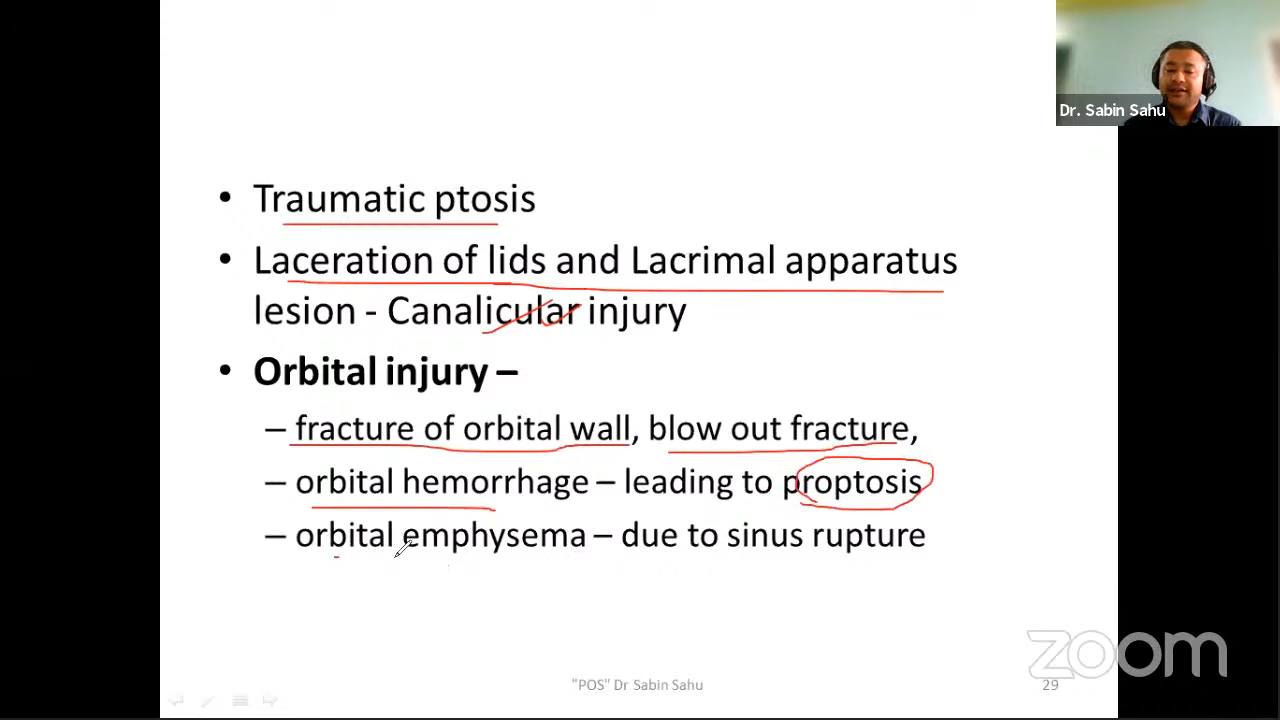 Dr. Sabin Sahu
• Traumatic ptosis
• Laceration of lids and Lacrimal apparatus
lesion - Canalicular injury
• Orbital injury –
– fracture of orbital wall, blow out fracture,
– orbital hemorrhage – leading to proptosis
– orbital emphysema – due to sinus rupture
zoom
"POS" Dr Sabin Sahu
29